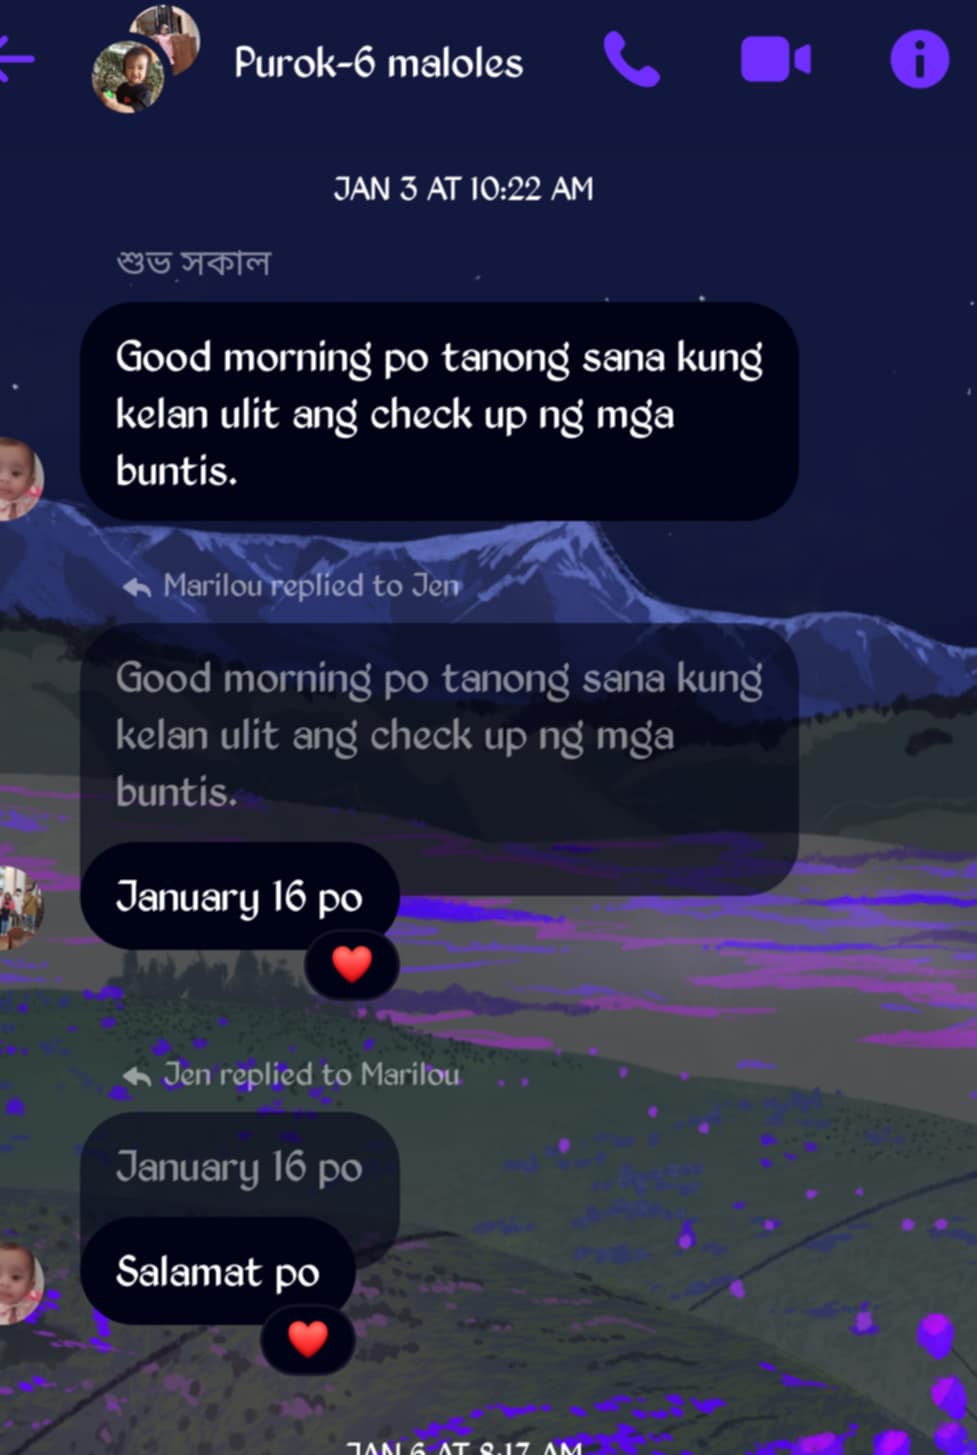 Purok-6 maloles
JAN 3 AT 10:22 AM
শুভ সকাল
Good morning po tanong sana kung
kelan ulit ang check up ng mga
buntis.
Marilou replied to Jen
Good morning po tanong sana kung
kelan ulit ang check up ng mga
buntis.
January 16 po
Jen replied to Marilou
January 16 po
Salamat po
JAN 6 AT 8:17 AM